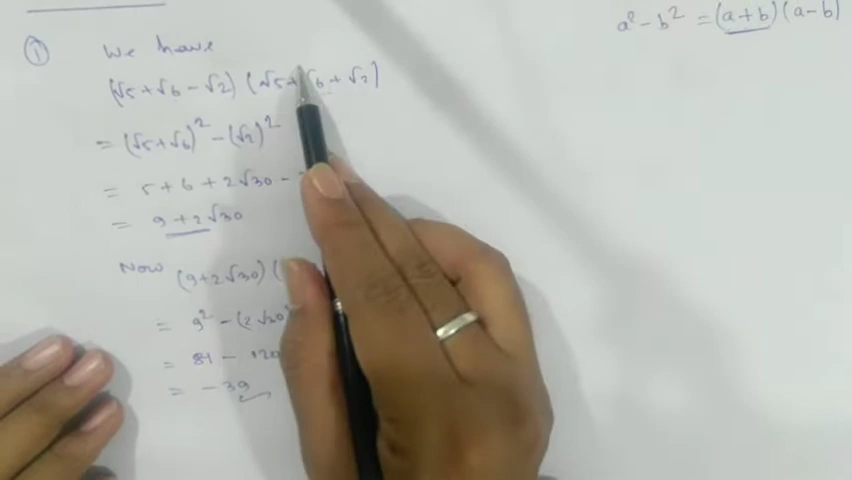 a² - b² = (a+b)(a-b)
① We have
(√5+√6-√2) (√5+√6+√2)
= (√5+√6)² - (√2)²
= 5+6+2√30 -
= 9+2√30
Now (9+2√30) (
= 9² - (2√30
= 81 - 120
= -39